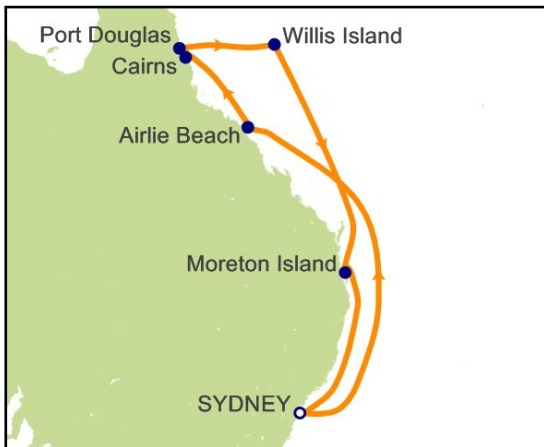 Port Douglas
Willis Island
Cairns
Airlie Beach
Moreton Island
SYDNEY